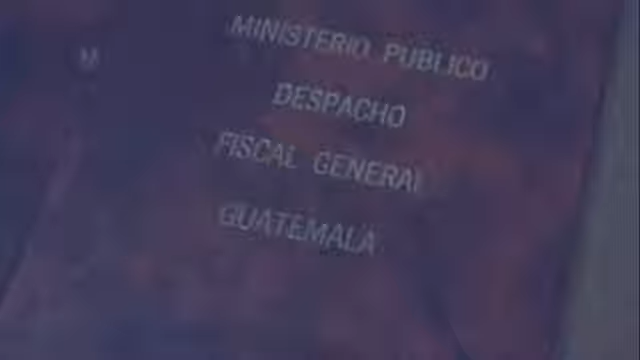 MINISTERIO PUBLICO
DESPACHO
FISCAL GENERAL
GUATEMALA